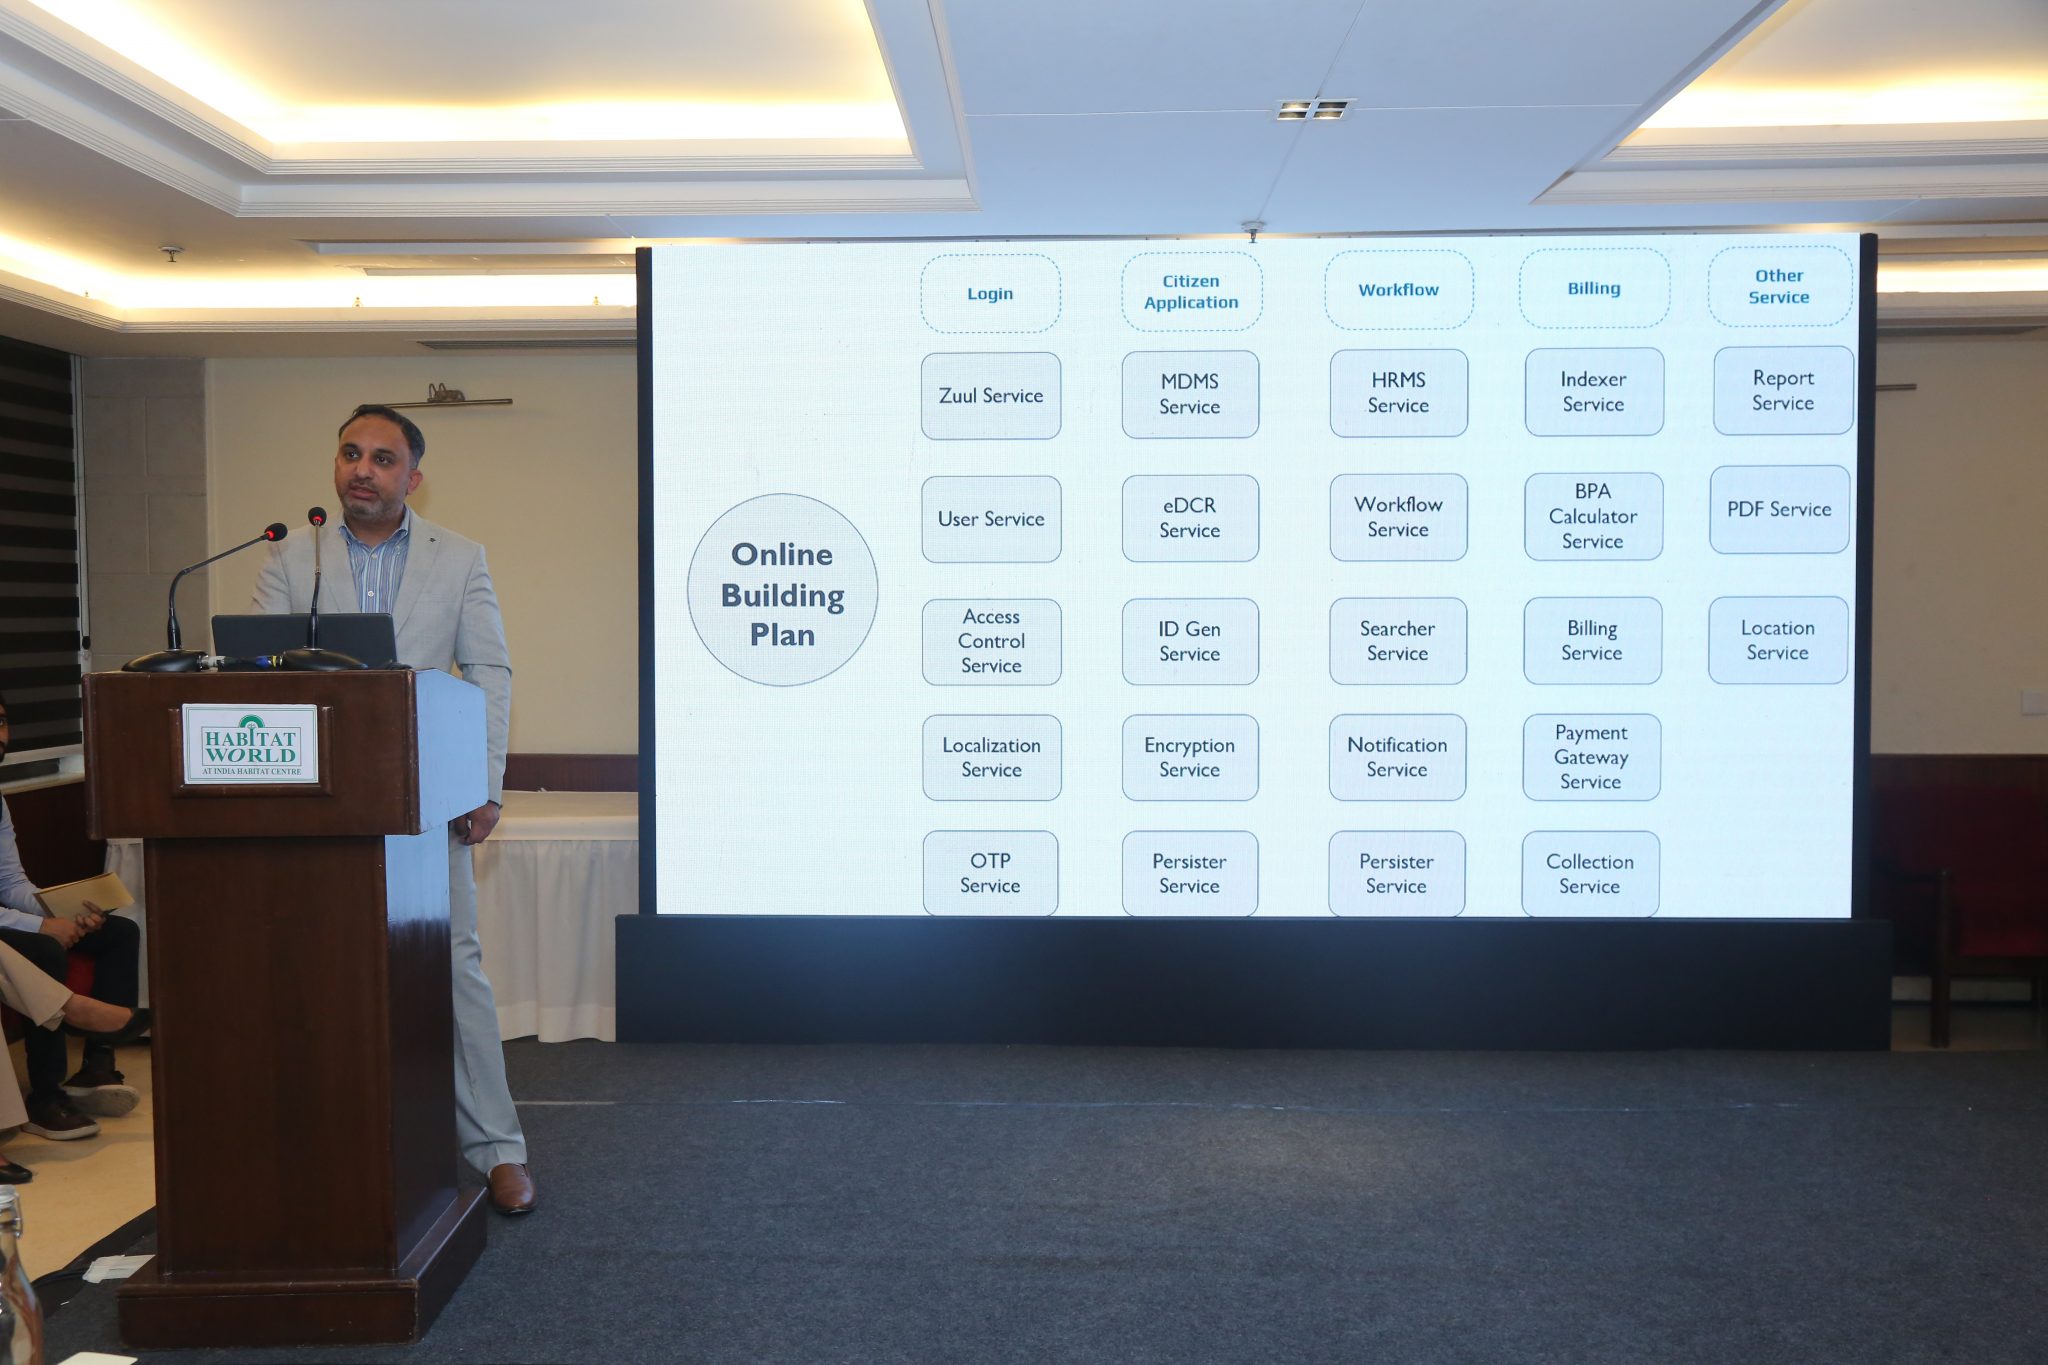 Login
Citizen
Application
Workflow
Billing
Other
Service
Zuul Service
MDMS
Service
HRMS
Service
Indexer
Service
Report
Service
User Service
eDCR
Service
Workflow
Service
BPA
Calculator
Service
PDF Service
Online
Building
Plan
Access
Control
Service
ID Gen
Service
Searcher
Service
Billing
Service
Location
Service
Localization
Service
Encryption
Service
Notification
Service
Payment
Gateway
Service
OTP
Service
Persister
Service
Persister
Service
Collection
Service
HABITAT
WORLD
AT INDIA HABITAT CENTRE